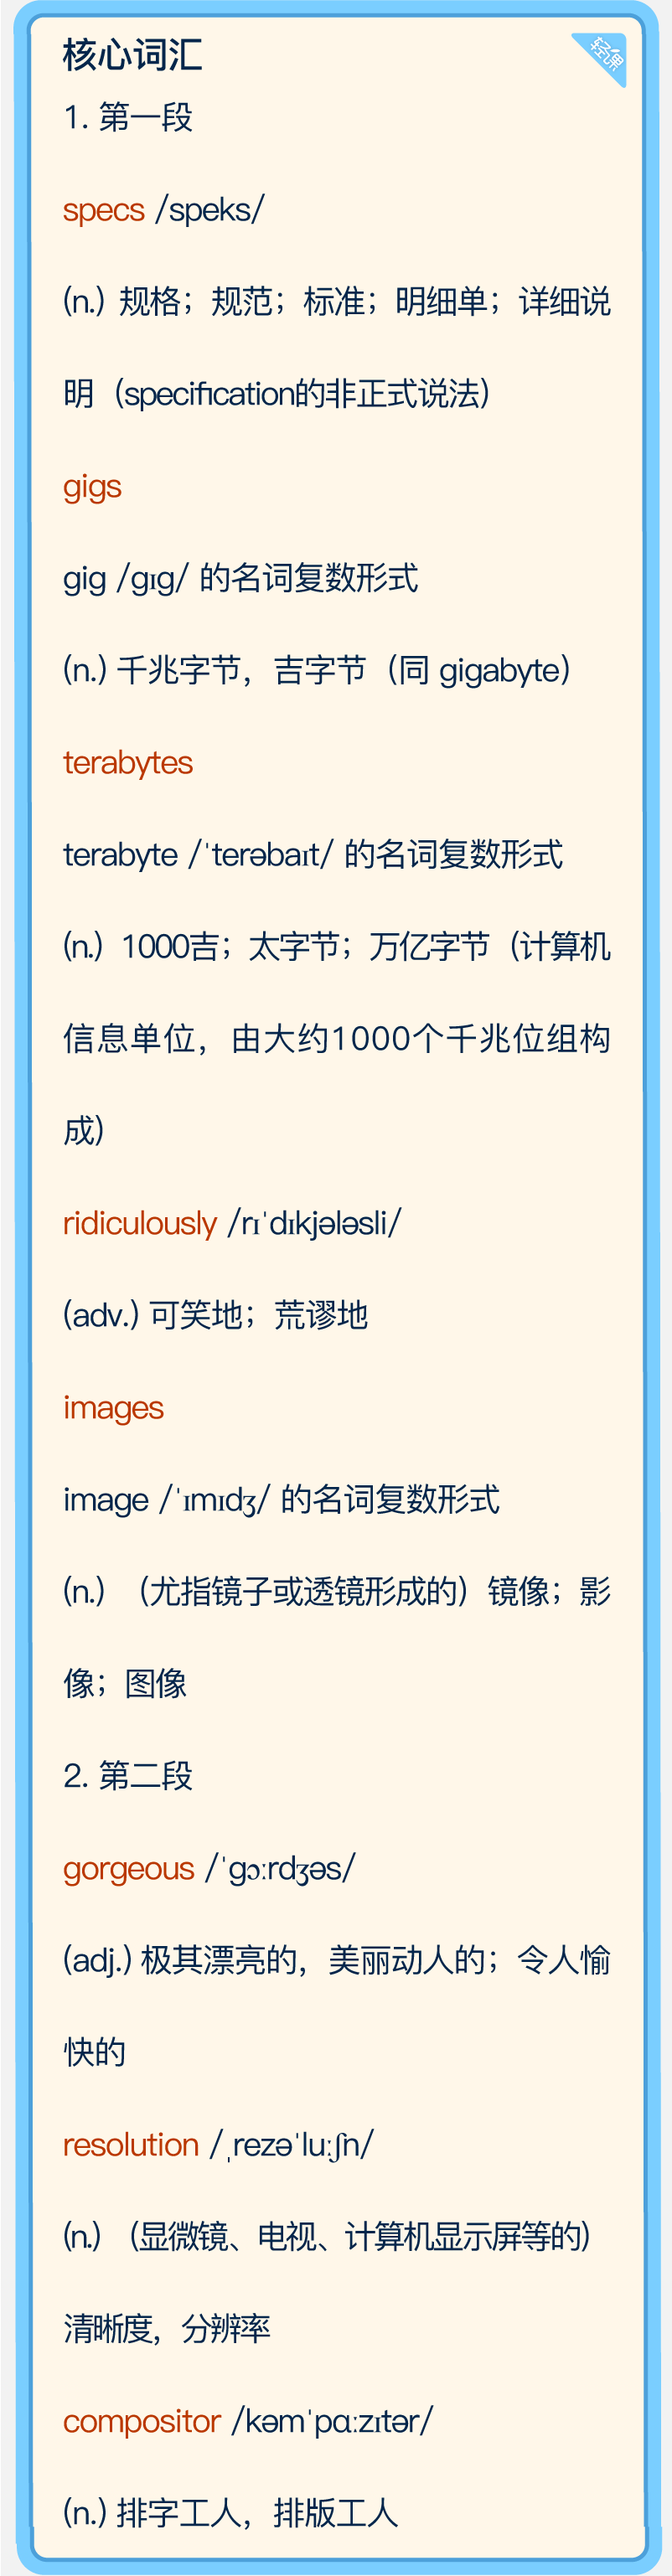 核心词汇
轻课
1. 第一段
specs /speks/
(n.) 规格；规范；标准；明细单；详细说
明（specification的非正式说法）
gigs
gig /gɪg/ 的名词复数形式
(n.) 千兆字节，吉字节（同 gigabyte）
terabytes
terabyte /ˈterəbaɪt/ 的名词复数形式
(n.) 1000吉；太字节；万亿字节（计算机
信息单位，由大约1000个千兆位组构
成）
ridiculously /rɪˈdɪkjələsli/
(adv.) 可笑地；荒谬地
images
image /ˈɪmɪdʒ/ 的名词复数形式
(n.) （尤指镜子或透镜形成的）镜像；影
像；图像
2. 第二段
gorgeous /ˈgɔːrdʒəs/
(adj.) 极其漂亮的，美丽动人的；令人愉
快的
resolution /ˌrezəˈluːʃn/
(n.) （显微镜、电视、计算机显示屏等的）
清晰度，分辨率
compositor /kəmˈpɑːzɪtər/
(n.) 排字工人，排版工人